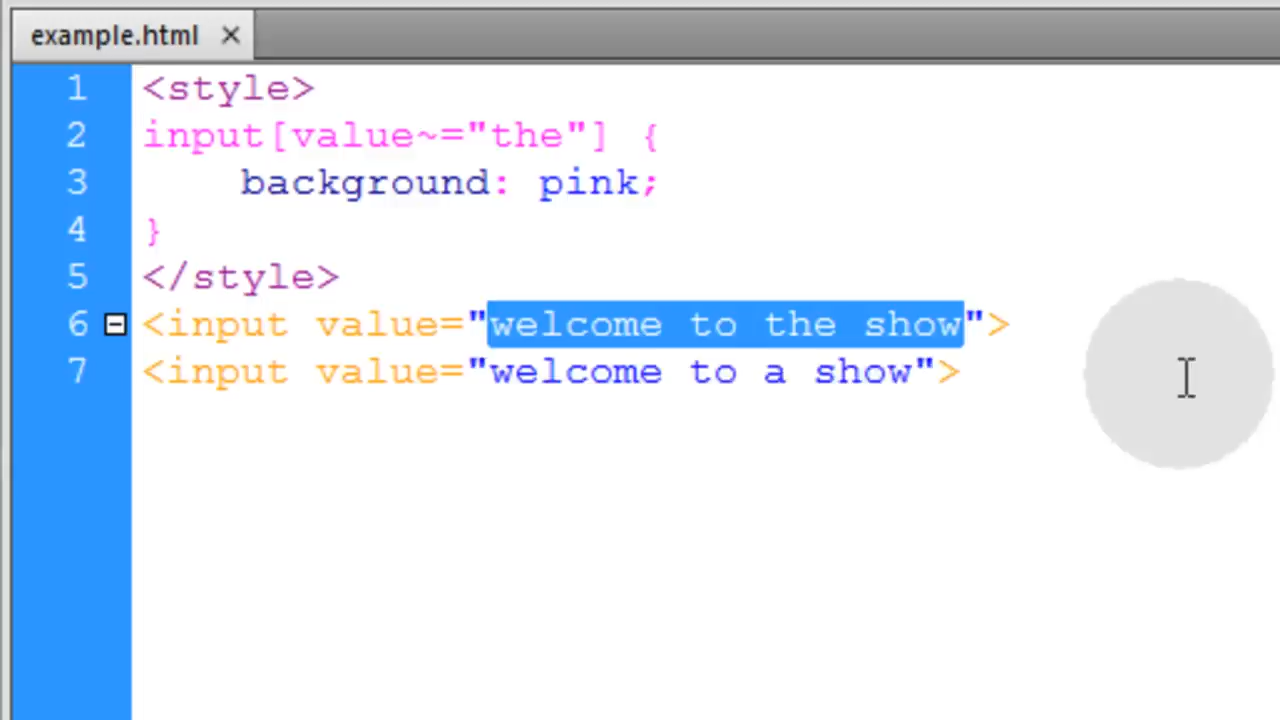 example.html ×
1 <style>
2 input[value~="the"] {
3     background: pink;
4 }
5 </style>
6 <input value="welcome to the show">
7 <input value="welcome to a show">